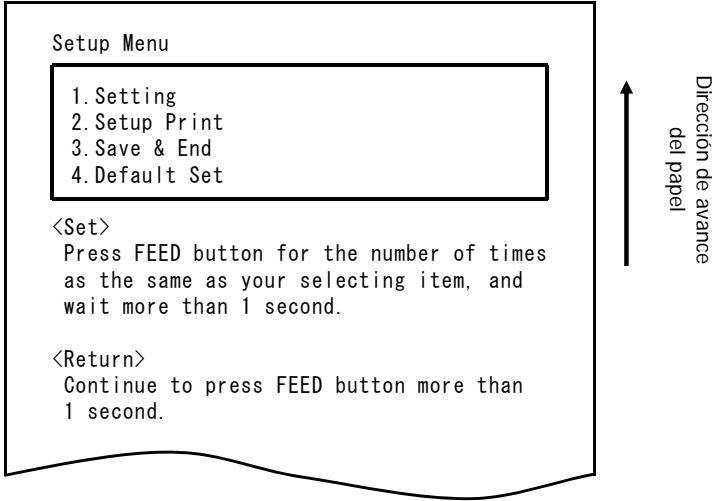 Setup Menu
1.Setting
2.Setup Print
3.Save & End
4.Default Set
<Set>
Press FEED button for the number of times
as the same as your selecting item, and
wait more than 1 second.
<Return>
Continue to press FEED button more than
1 second.
Dirección de avance
del papel